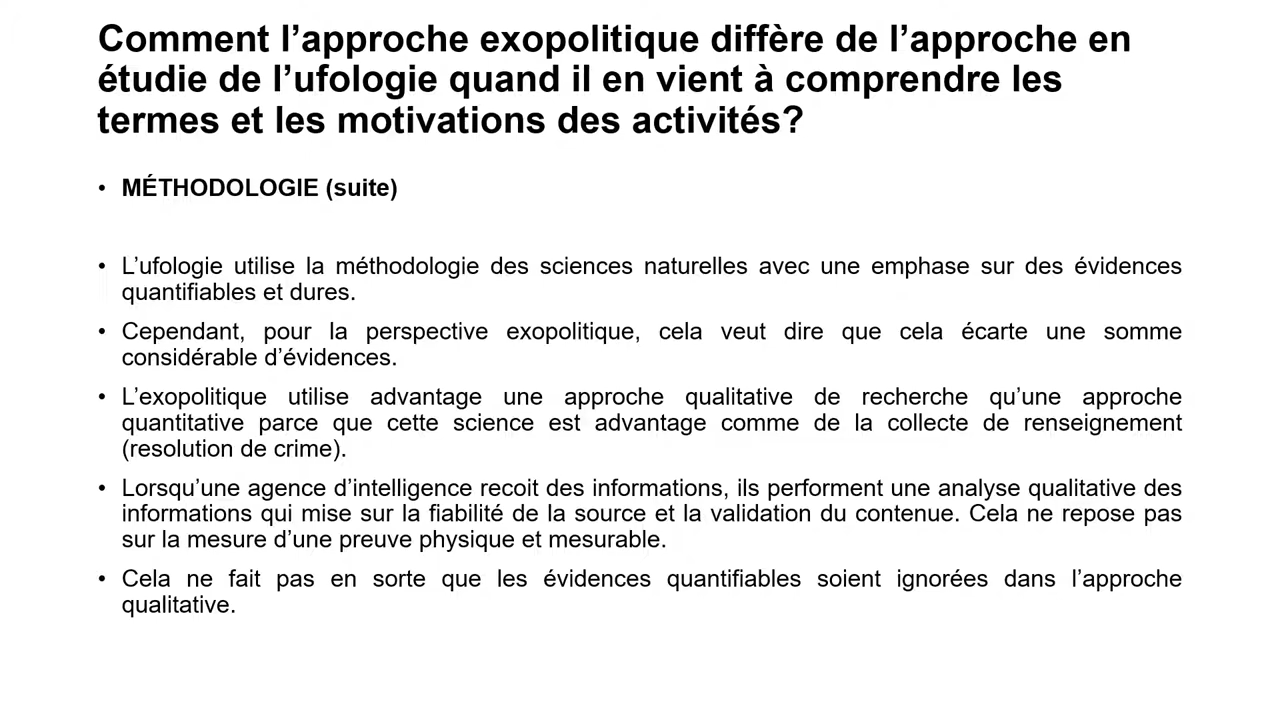 Comment l’approche exopolitique diffère de l’approche en
étudie de l’ufologie quand il en vient à comprendre les
termes et les motivations des activités?
• MÉTHODOLOGIE (suite)
• L’ufologie utilise la méthodologie des sciences naturelles avec une emphase sur des évidences
quantifiables et dures.
• Cependant, pour la perspective exopolitique, cela veut dire que cela écarte une somme
considérable d’évidences.
• L’exopolitique utilise advantage une approche qualitative de recherche qu’une approche
quantitative parce que cette science est advantage comme de la collecte de renseignement
(resolution de crime).
• Lorsqu’une agence d’intelligence recoit des informations, ils performent une analyse qualitative des
informations qui mise sur la fiabilité de la source et la validation du contenue. Cela ne repose pas
sur la mesure d’une preuve physique et mesurable.
• Cela ne fait pas en sorte que les évidences quantifiables soient ignorées dans l’approche
qualitative.